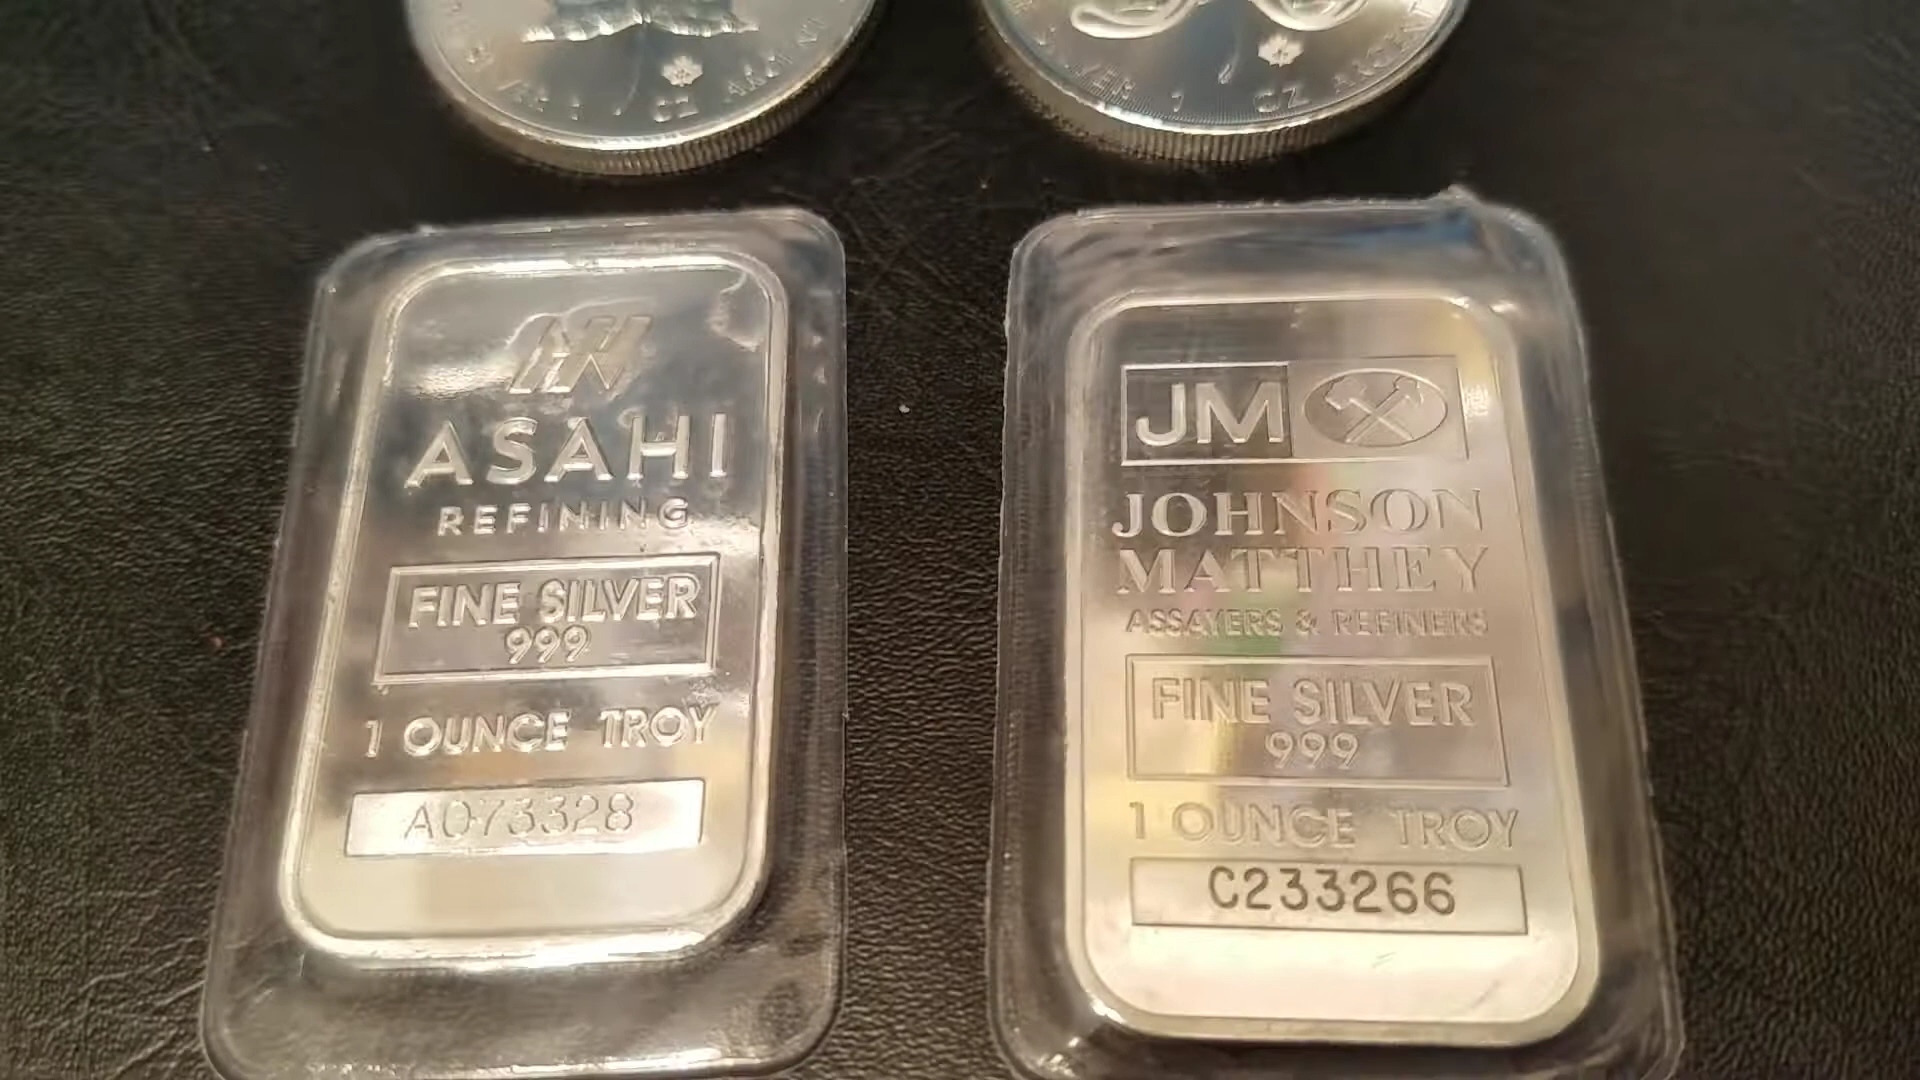 OZ
OZ
ASAHI
REFINING
FINE SILVER
999
1 OUNCE TROY
A073328
JM
JOHNSON
MATTHEY
ASSAYERS & REFINERS
FINE SILVER
999
1 OUNCE TROY
C233266